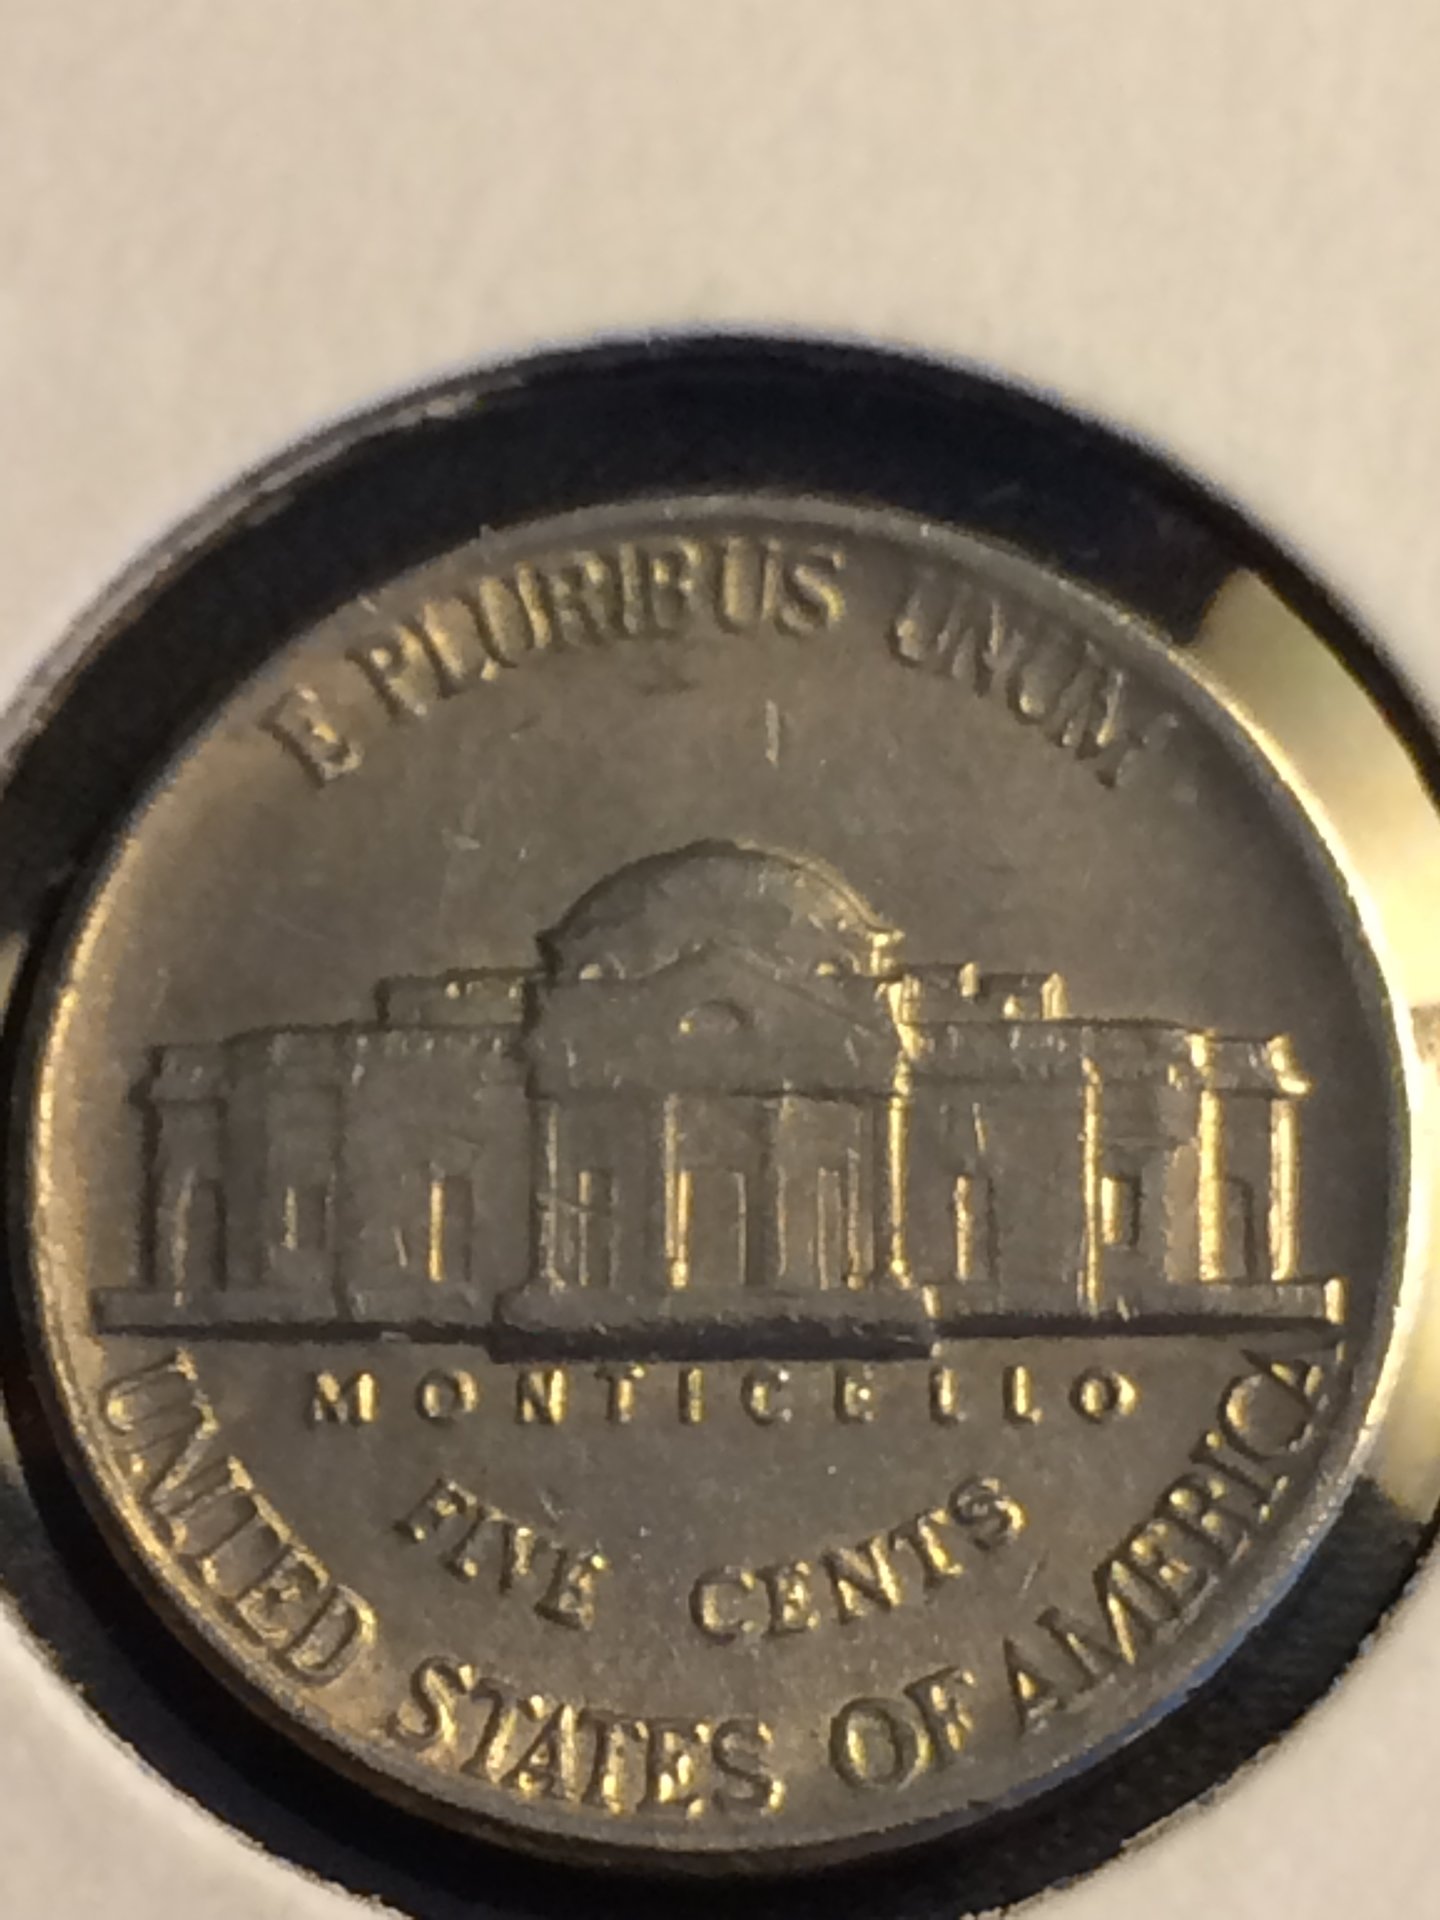 E PLURIBUS UNUM
MONTICELLO
FIVE CENTS
UNITED STATES OF AMERICA